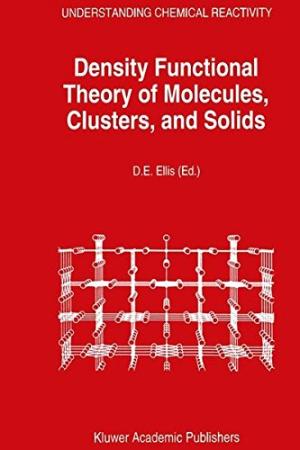 UNDERSTANDING CHEMICAL REACTIVITY
Density Functional
Theory of Molecules,
Clusters, and Solids
D.E. Ellis (Ed.)
Kluwer Academic Publishers